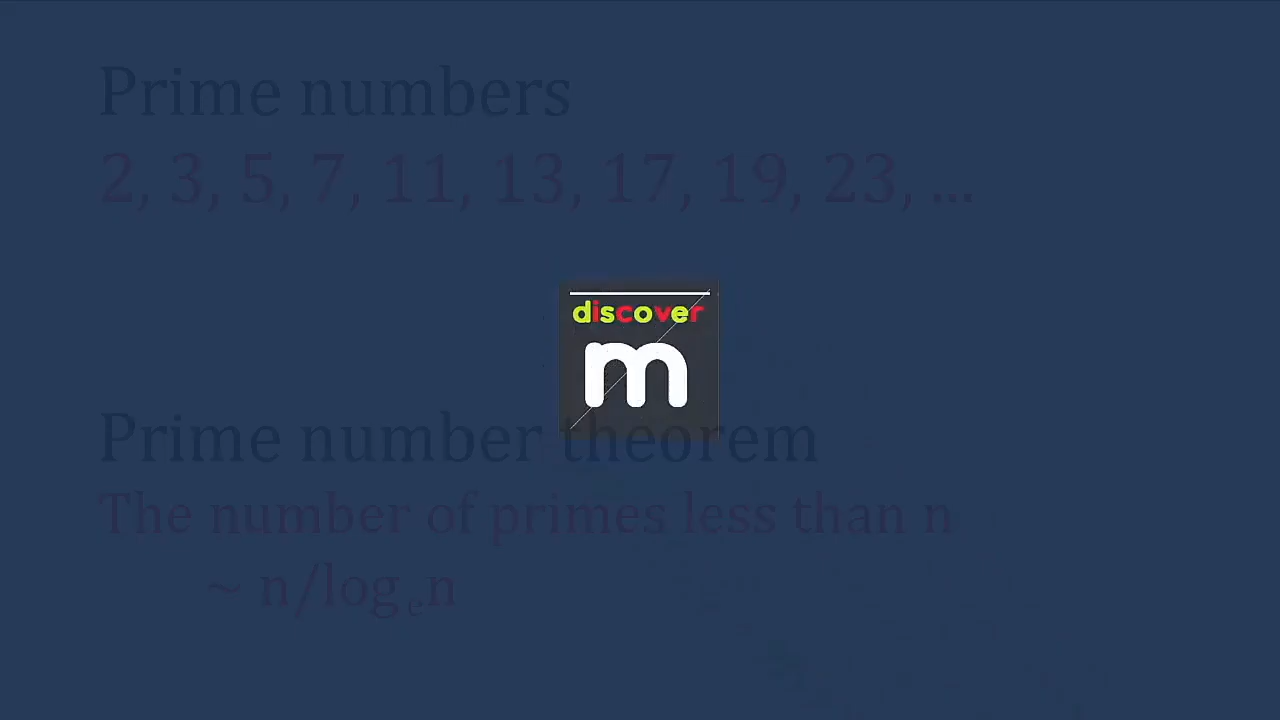 Prime numbers
2, 3, 5, 7, 11, 13, 17, 19, 23, ...
discover
m
Prime number theorem
The number of primes less than n
~ n/logₑn